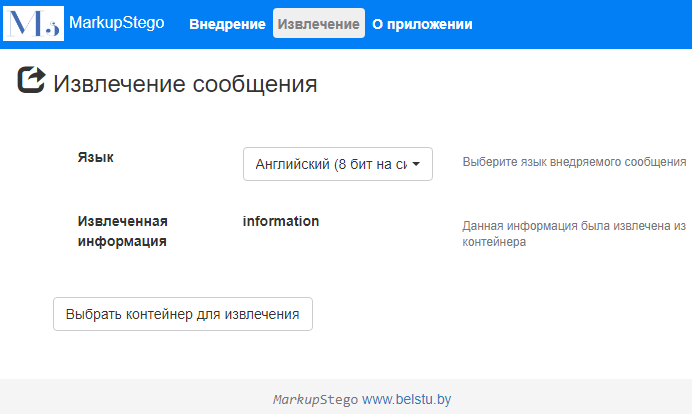 MS MarkupStego Внедрение Извлечение О приложении
Извлечение сообщения
Язык Английский (8 бит на си Выберите язык внедряемого сообщения
Извлеченная information Данная информация была извлечена из
информация контейнера
Выбрать контейнер для извлечения
MarkupStego www.belstu.by